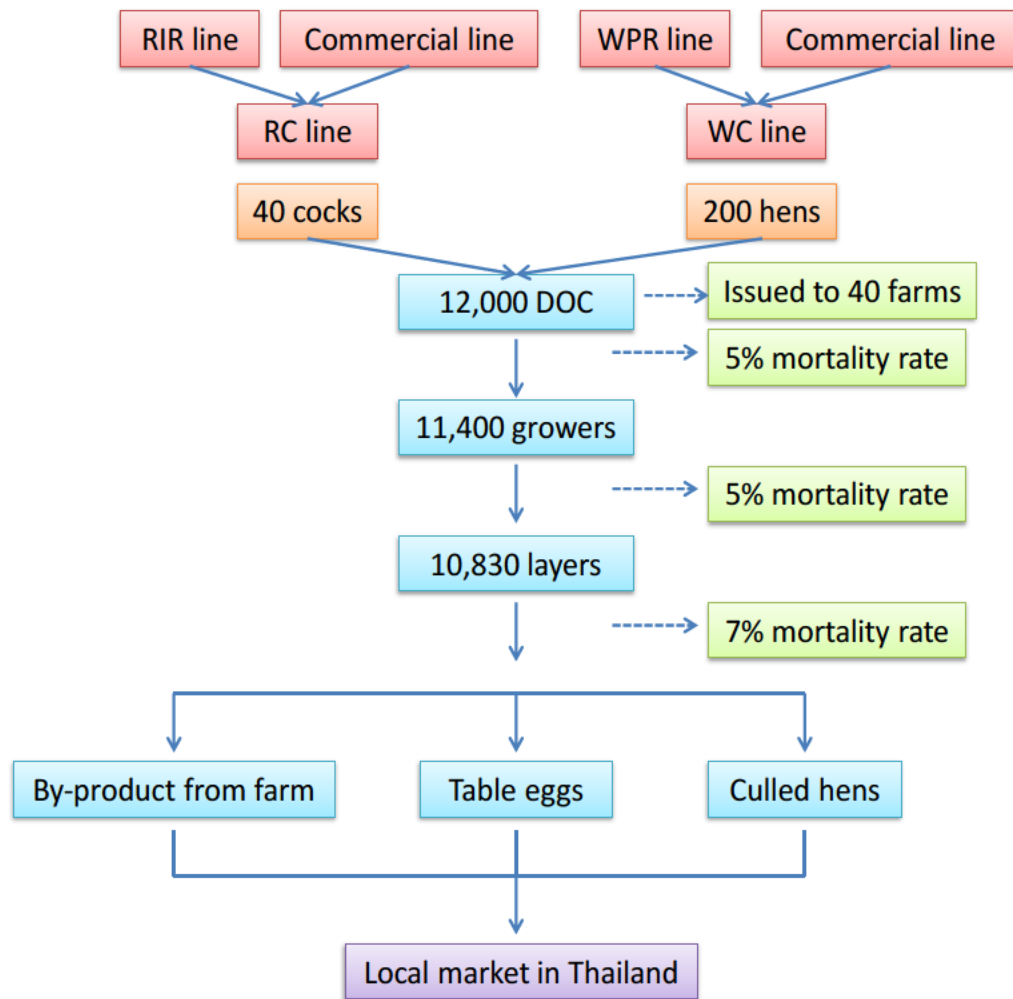 RIR line
Commercial line
WPR line
Commercial line
RC line
WC line
40 cocks
200 hens
12,000 DOC
Issued to 40 farms
5% mortality rate
11,400 growers
5% mortality rate
10,830 layers
7% mortality rate
By-product from farm
Table eggs
Culled hens
Local market in Thailand